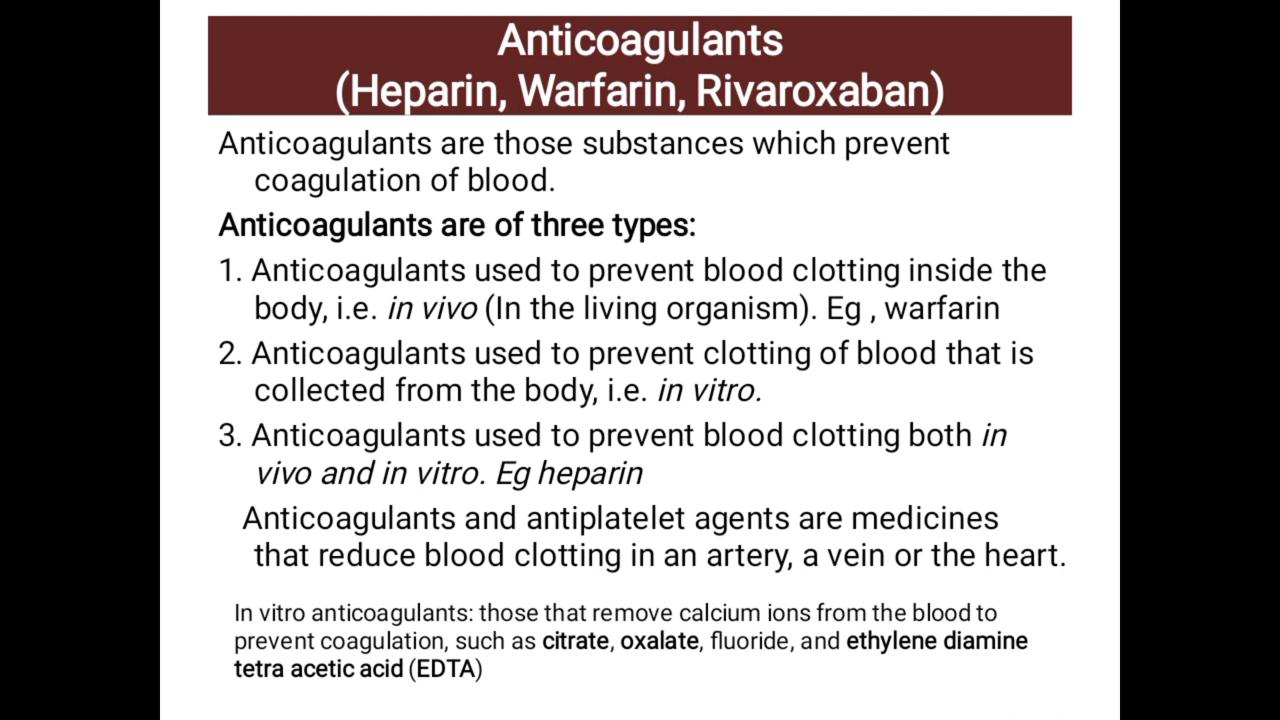 Anticoagulants
(Heparin, Warfarin, Rivaroxaban)
Anticoagulants are those substances which prevent
coagulation of blood.
Anticoagulants are of three types:
1. Anticoagulants used to prevent blood clotting inside the
body, i.e. in vivo (In the living organism). Eg , warfarin
2. Anticoagulants used to prevent clotting of blood that is
collected from the body, i.e. in vitro.
3. Anticoagulants used to prevent blood clotting both in
vivo and in vitro. Eg heparin
Anticoagulants and antiplatelet agents are medicines
that reduce blood clotting in an artery, a vein or the heart.
In vitro anticoagulants: those that remove calcium ions from the blood to
prevent coagulation, such as citrate, oxalate, fluoride, and ethylene diamine
tetra acetic acid (EDTA)